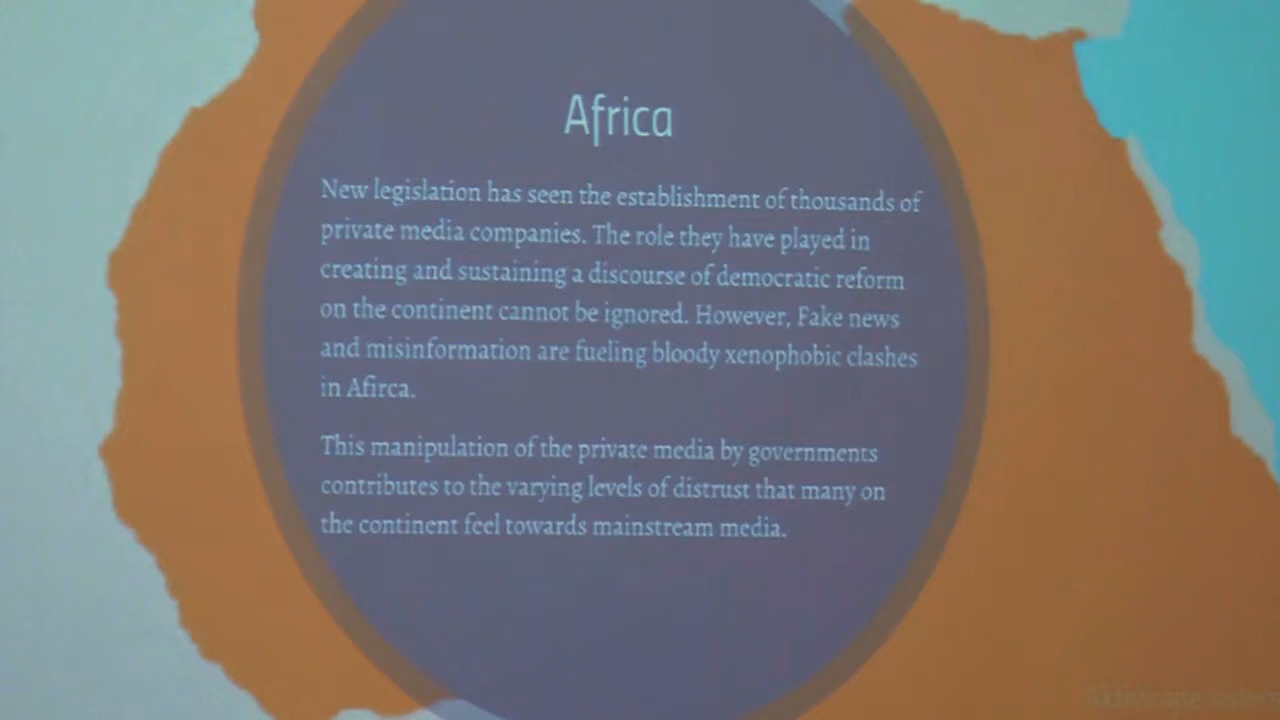 Africa
New legislation has seen the establishment of thousands of
private media companies. The role they have played in
creating and sustaining a discourse of democratic reform
on the continent cannot be ignored. However, Fake news
and misinformation are fueling bloody xenophobic clashes
in Afirca.
This manipulation of the private media by governments
contributes to the varying levels of distrust that many on
the continent feel towards mainstream media.